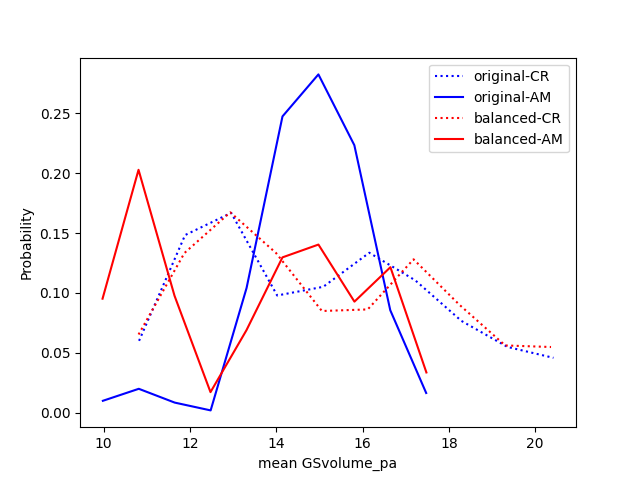 original-CR
original-AM
balanced-CR
balanced-AM
Probability
0.25
0.20
0.15
0.10
0.05
0.00
10 12 14 16 18 20
mean GSvolume_pa